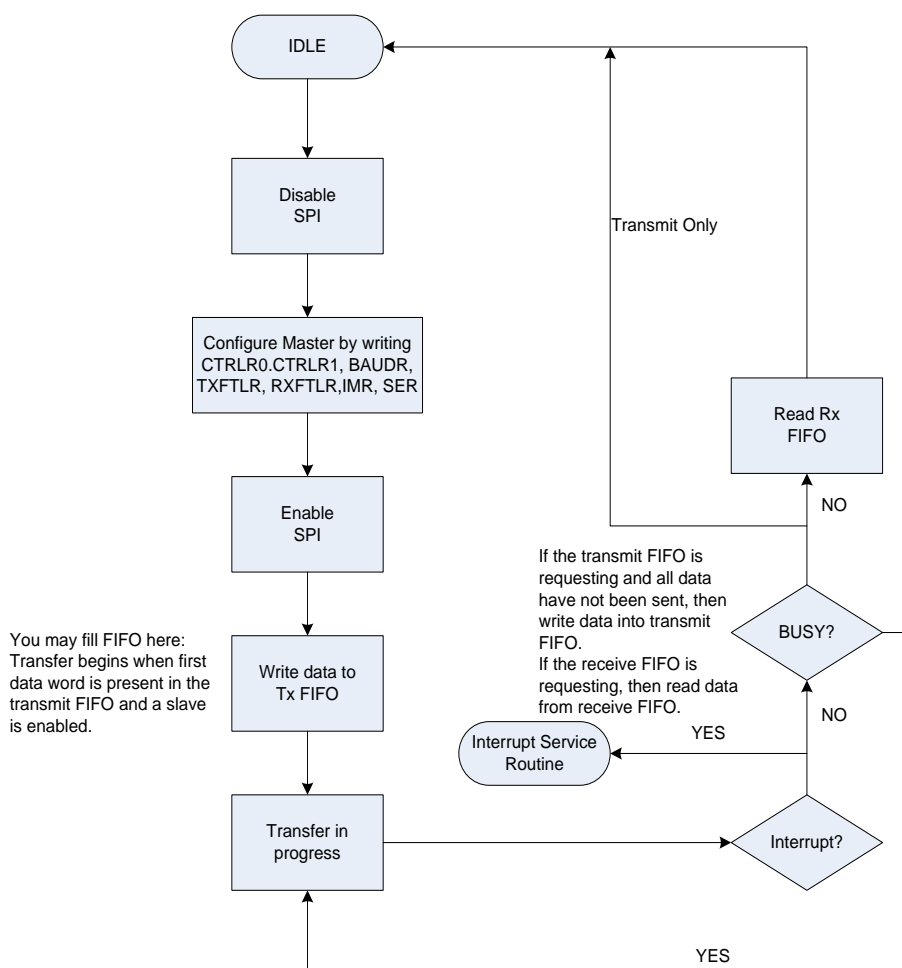 IDLE
Disable
SPI
Transmit Only
Configure Master by writing
CTRLR0.CTRLR1, BAUDR,
TXFTLR, RXFTLR,IMR, SER
Read Rx
FIFO
NO
Enable
SPI
If the transmit FIFO is
requesting and all data
have not been sent, then
write data into transmit
FIFO.
If the receive FIFO is
requesting, then read data
from receive FIFO.
BUSY?
You may fill FIFO here:
Transfer begins when first
data word is present in the
transmit FIFO and a slave
is enabled.
Write data to
Tx FIFO
NO
YES
Interrupt Service
Routine
Transfer in
progress
Interrupt?
YES